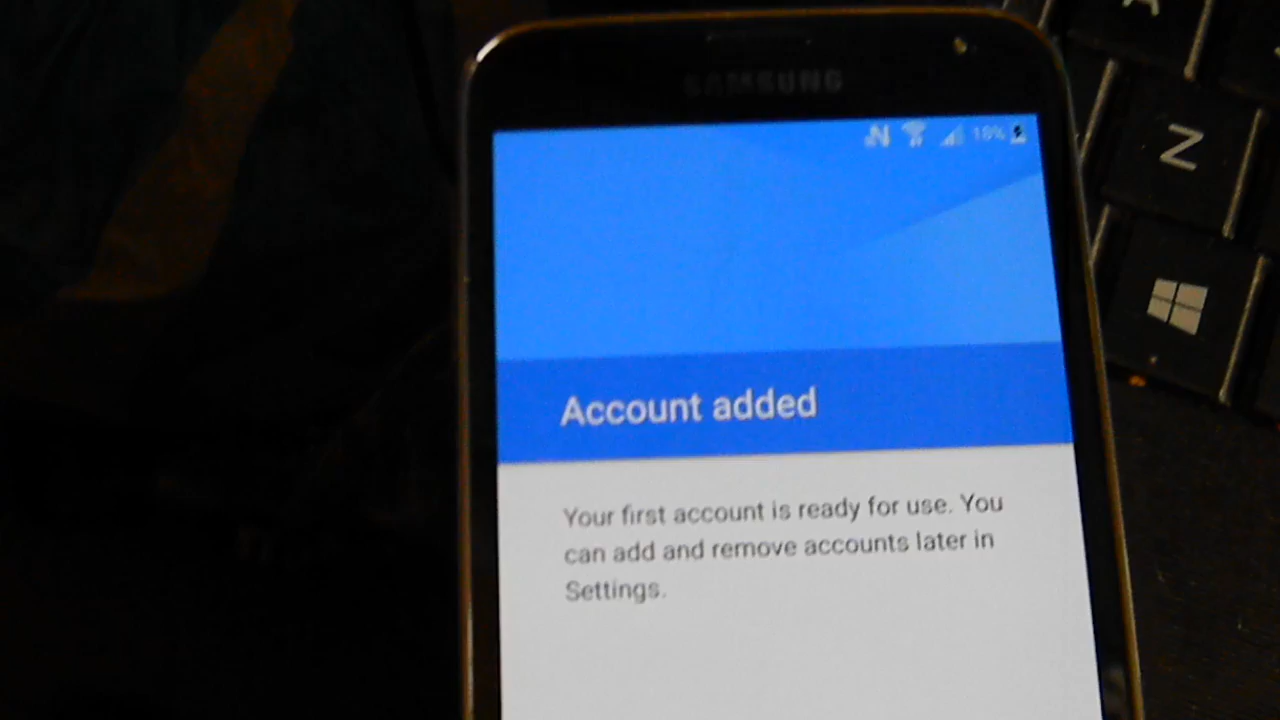 SAMSUNG
A
Z
18%
Account added
Your first account is ready for use. You
can add and remove accounts later in
Settings.